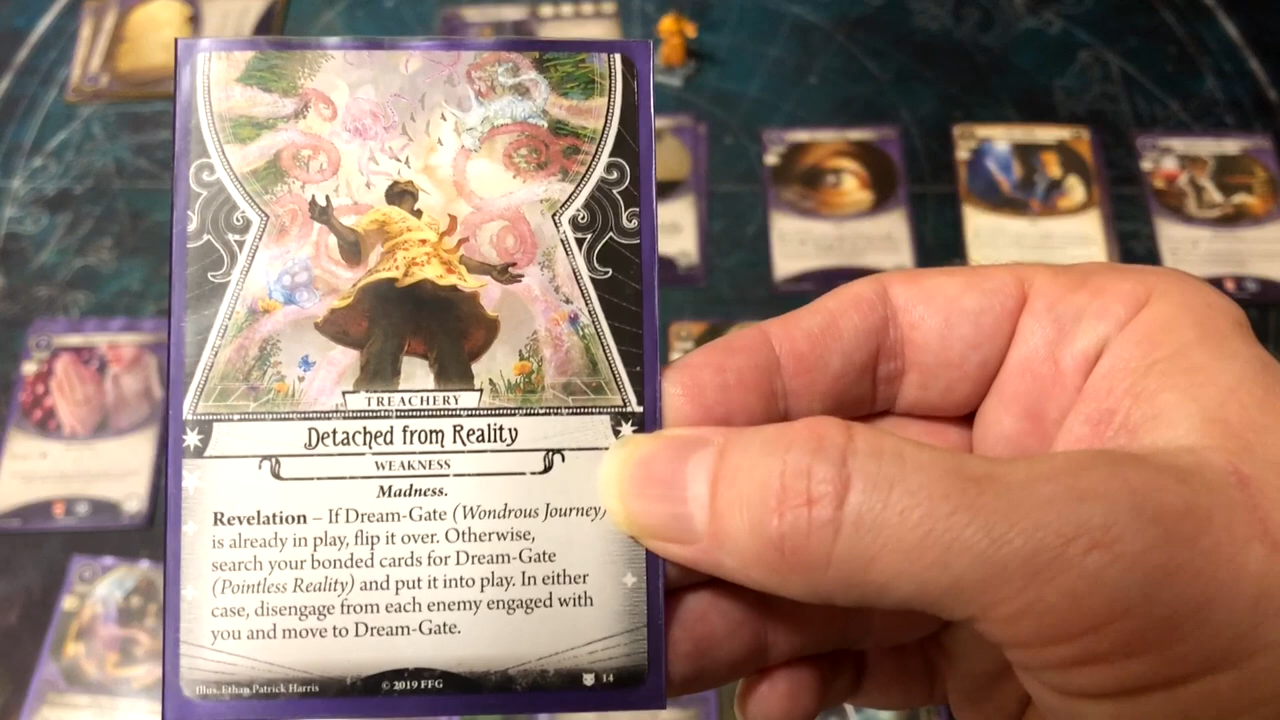 TREACHERY
Detached from Reality
WEAKNESS
Madness.
Revelation – If Dream-Gate (Wondrous Journey)
is already in play, flip it over. Otherwise,
search your bonded cards for Dream-Gate
(Pointless Reality) and put it into play. In either
case, disengage from each enemy engaged with
you and move to Dream-Gate.
Illus. Ethan Patrick Harris
© 2019 FFG
14